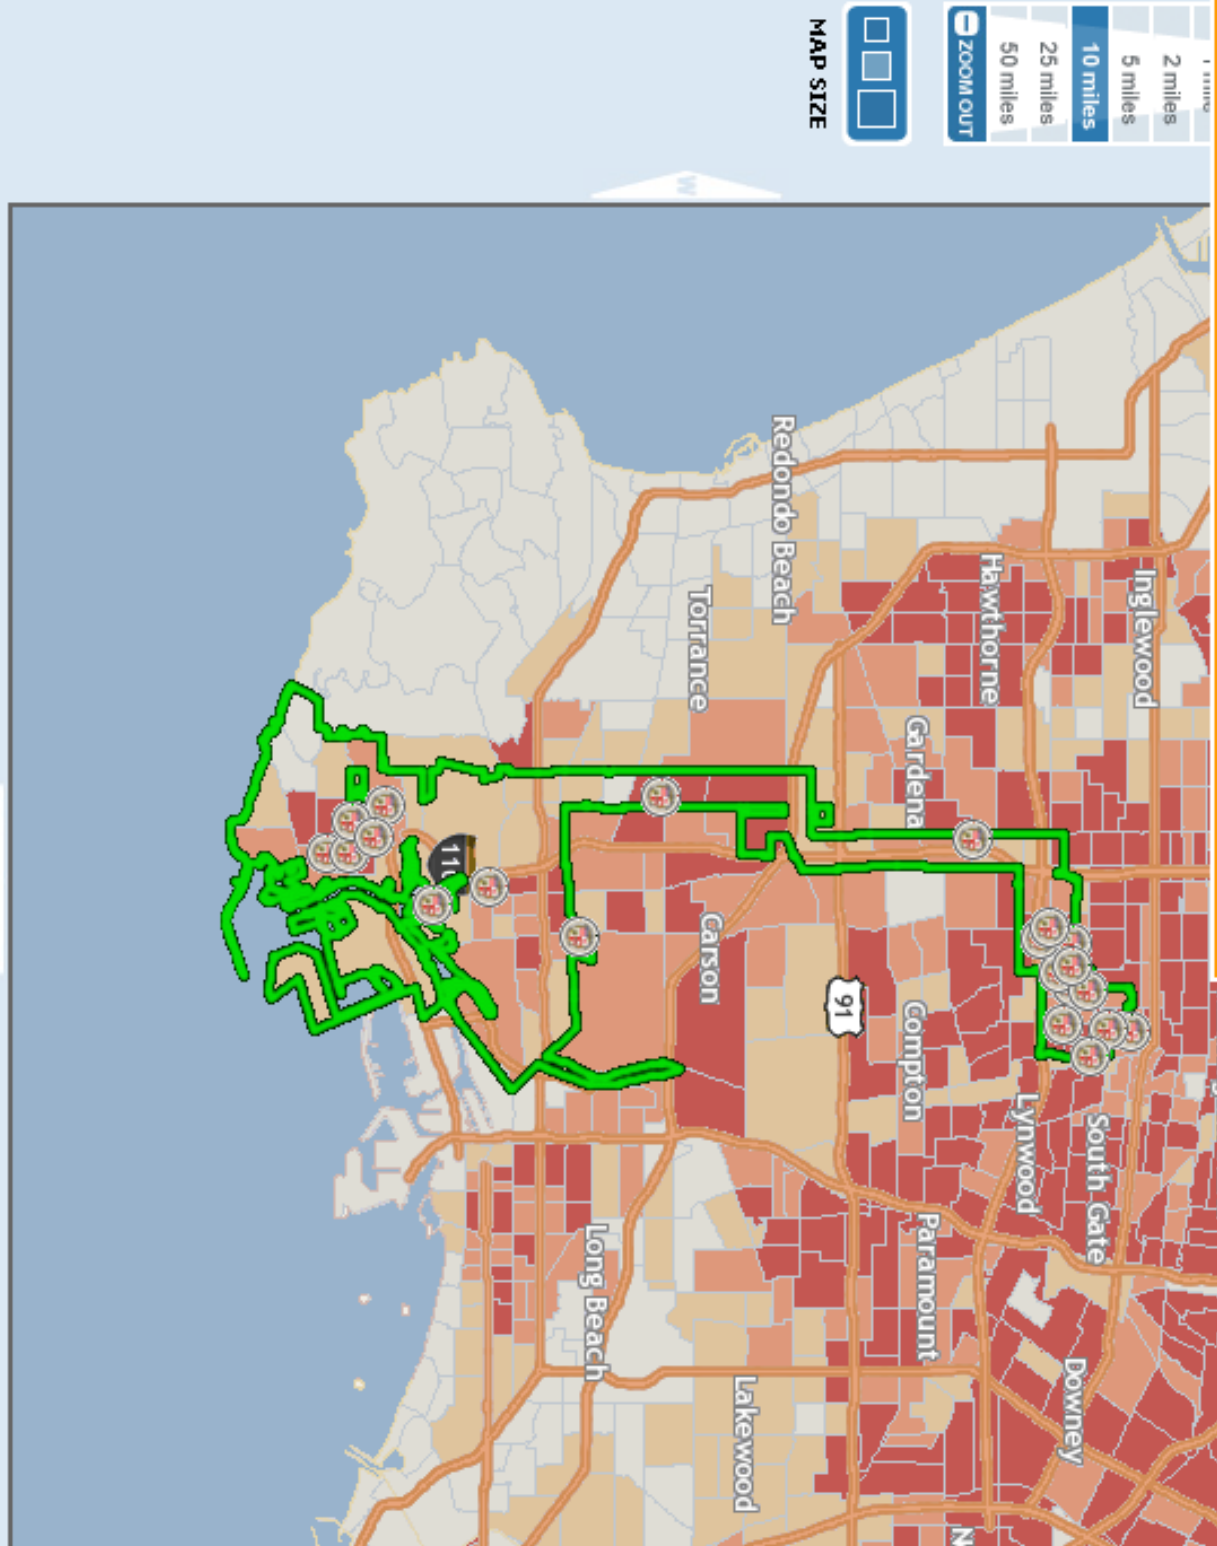 2 miles
5 miles
10 miles
25 miles
50 miles
ZOOM OUT
MAP SIZE
W
Inglewood
Hawthorne
South Gate
Lynwood
Downey
Gardena
Compton
Paramount
N
91
Redondo Beach
Torrance
Carson
Lakewood
Long Beach
110